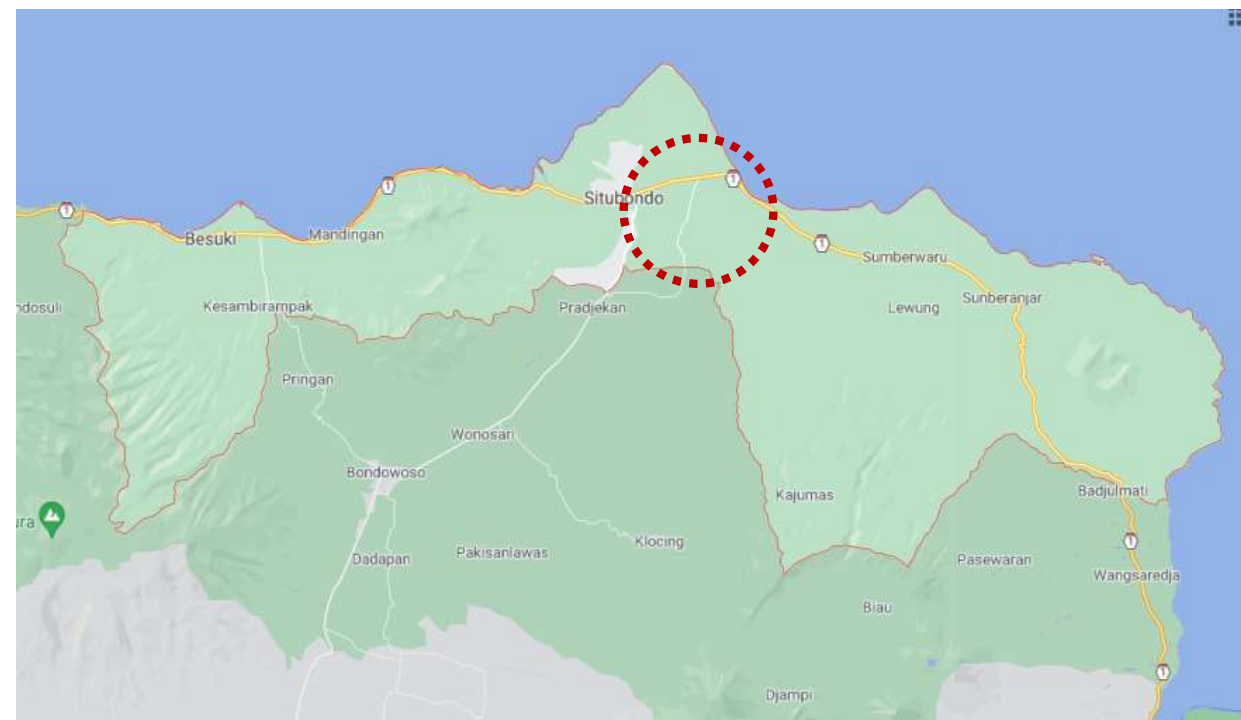 1
1
Situbondo
1
Besuki
Mandingan
1
Sumberwaru
ndosuli
Kesambirampak
Pradjekan
Lewung
Sunberanjar
Pringan
Wonosari
Bondowoso
Kajumas
Badjulmati
ura
Dadapan
Pakisanlawas
Klocing
1
Pasewaran
Wangsaredja
Biau
1
Djampi